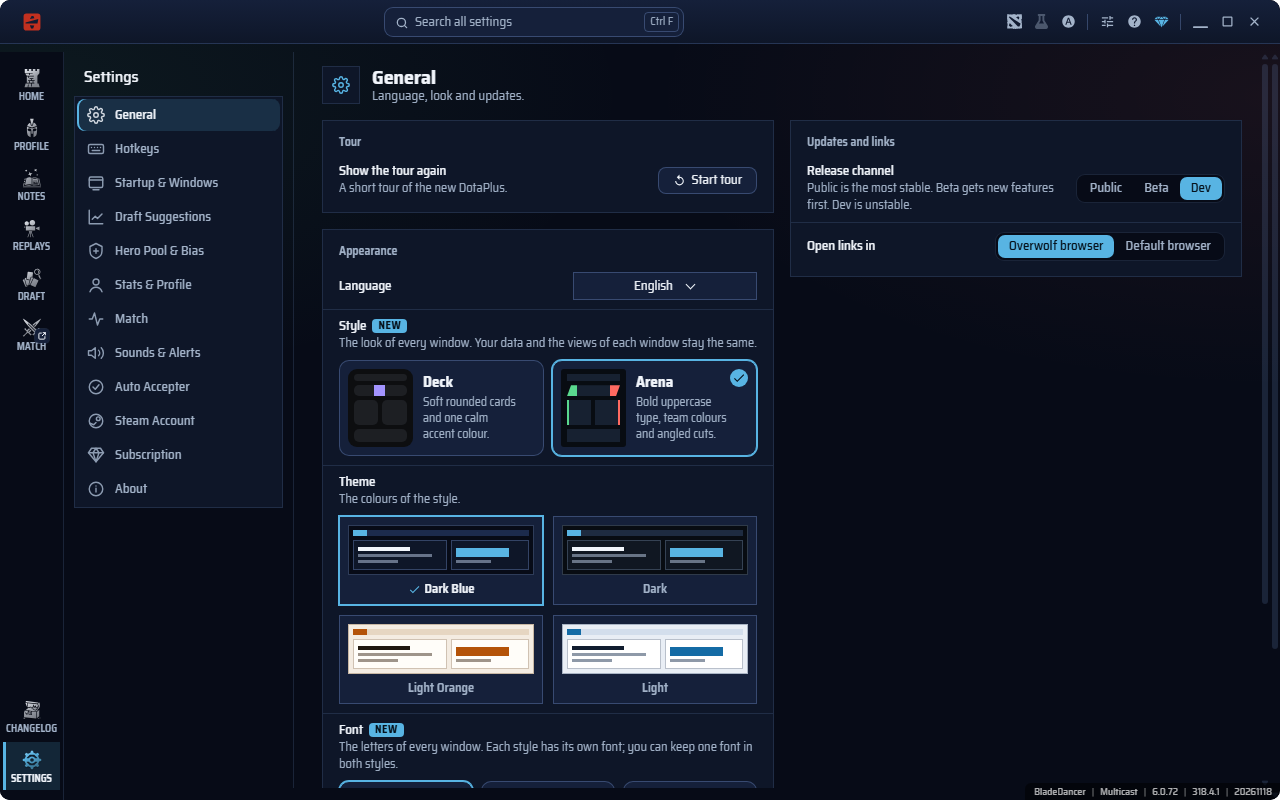 Search all settings
Ctrl F
A
HOME
PROFILE
NOTES
REPLAYS
DRAFT
MATCH
CHANGELOG
SETTINGS
Settings
General
Hotkeys
Startup & Windows
Draft Suggestions
Hero Pool & Bias
Stats & Profile
Match
Sounds & Alerts
Auto Accepter
Steam Account
Subscription
About
General
Language, look and updates.
Tour
Show the tour again
A short tour of the new DotaPlus.
Start tour
Appearance
Language
English
Style NEW
The look of every window. Your data and the views of each window stay the same.
Deck
Soft rounded cards
and one calm
accent colour.
Arena
Bold uppercase
type, team colours
and angled cuts.
Theme
The colours of the style.
Dark Blue
Dark
Light Orange
Light
Font NEW
The letters of every window. Each style has its own font; you can keep one font in
both styles.
Updates and links
Release channel
Public is the most stable. Beta gets new features
first. Dev is unstable.
Public Beta Dev
Open links in
Overwolf browser Default browser
BladeDancer | Multicast | 6.0.72 | 318.4.1 | 20261118